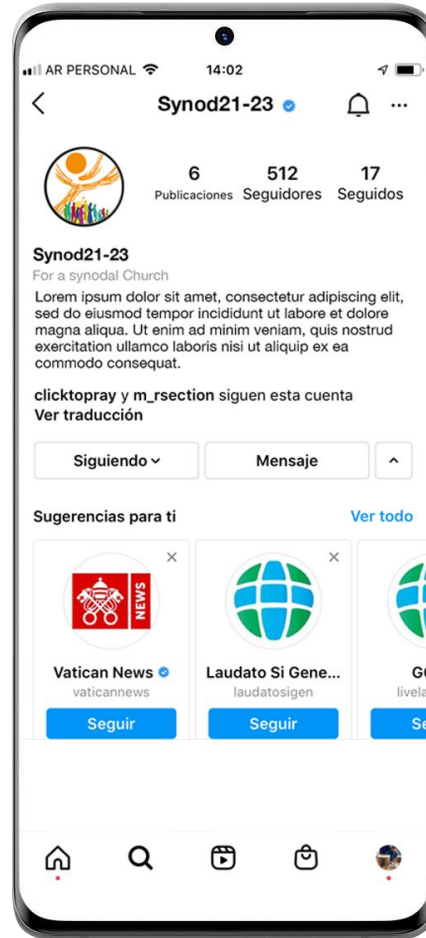 AR PERSONAL 14:02
Synod21-23
6 512 17
Publicaciones Seguidores Seguidos
Synod21-23
For a synodal Church
Lorem ipsum dolor sit amet, consectetur adipiscing elit,
sed do eiusmod tempor incididunt ut labore et dolore
magna aliqua. Ut enim ad minim veniam, quis nostrud
exercitation ullamco laboris nisi ut aliquip ex ea
commodo consequat.
clicktopray y m_rsection siguen esta cuenta
Ver traducción
Siguiendo Mensaje
Sugerencias para ti Ver todo
NEWS
Vatican News Laudato Si Gene...
vaticannews laudatosigen
Seguir Seguir